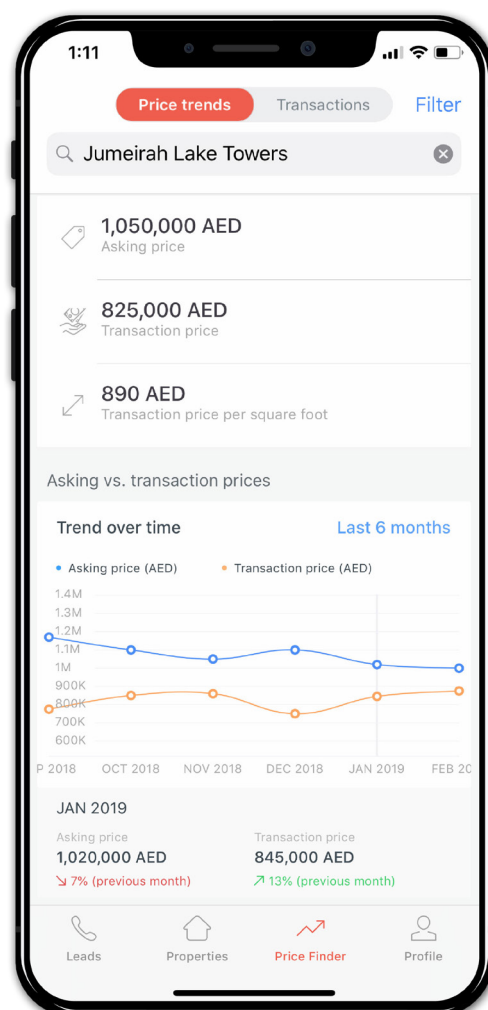 1:11
Price trends Transactions Filter
Jumeirah Lake Towers
1,050,000 AED
Asking price
825,000 AED
Transaction price
890 AED
Transaction price per square foot
Asking vs. transaction prices
Trend over time Last 6 months
Asking price (AED) Transaction price (AED)
1.4M
1.3M
1.2M
1.1M
1M
900K
800K
700K
600K
P 2018 OCT 2018 NOV 2018 DEC 2018 JAN 2019 FEB 20
JAN 2019
Asking price Transaction price
1,020,000 AED 845,000 AED
7% (previous month) 13% (previous month)
Leads Properties Price Finder Profile